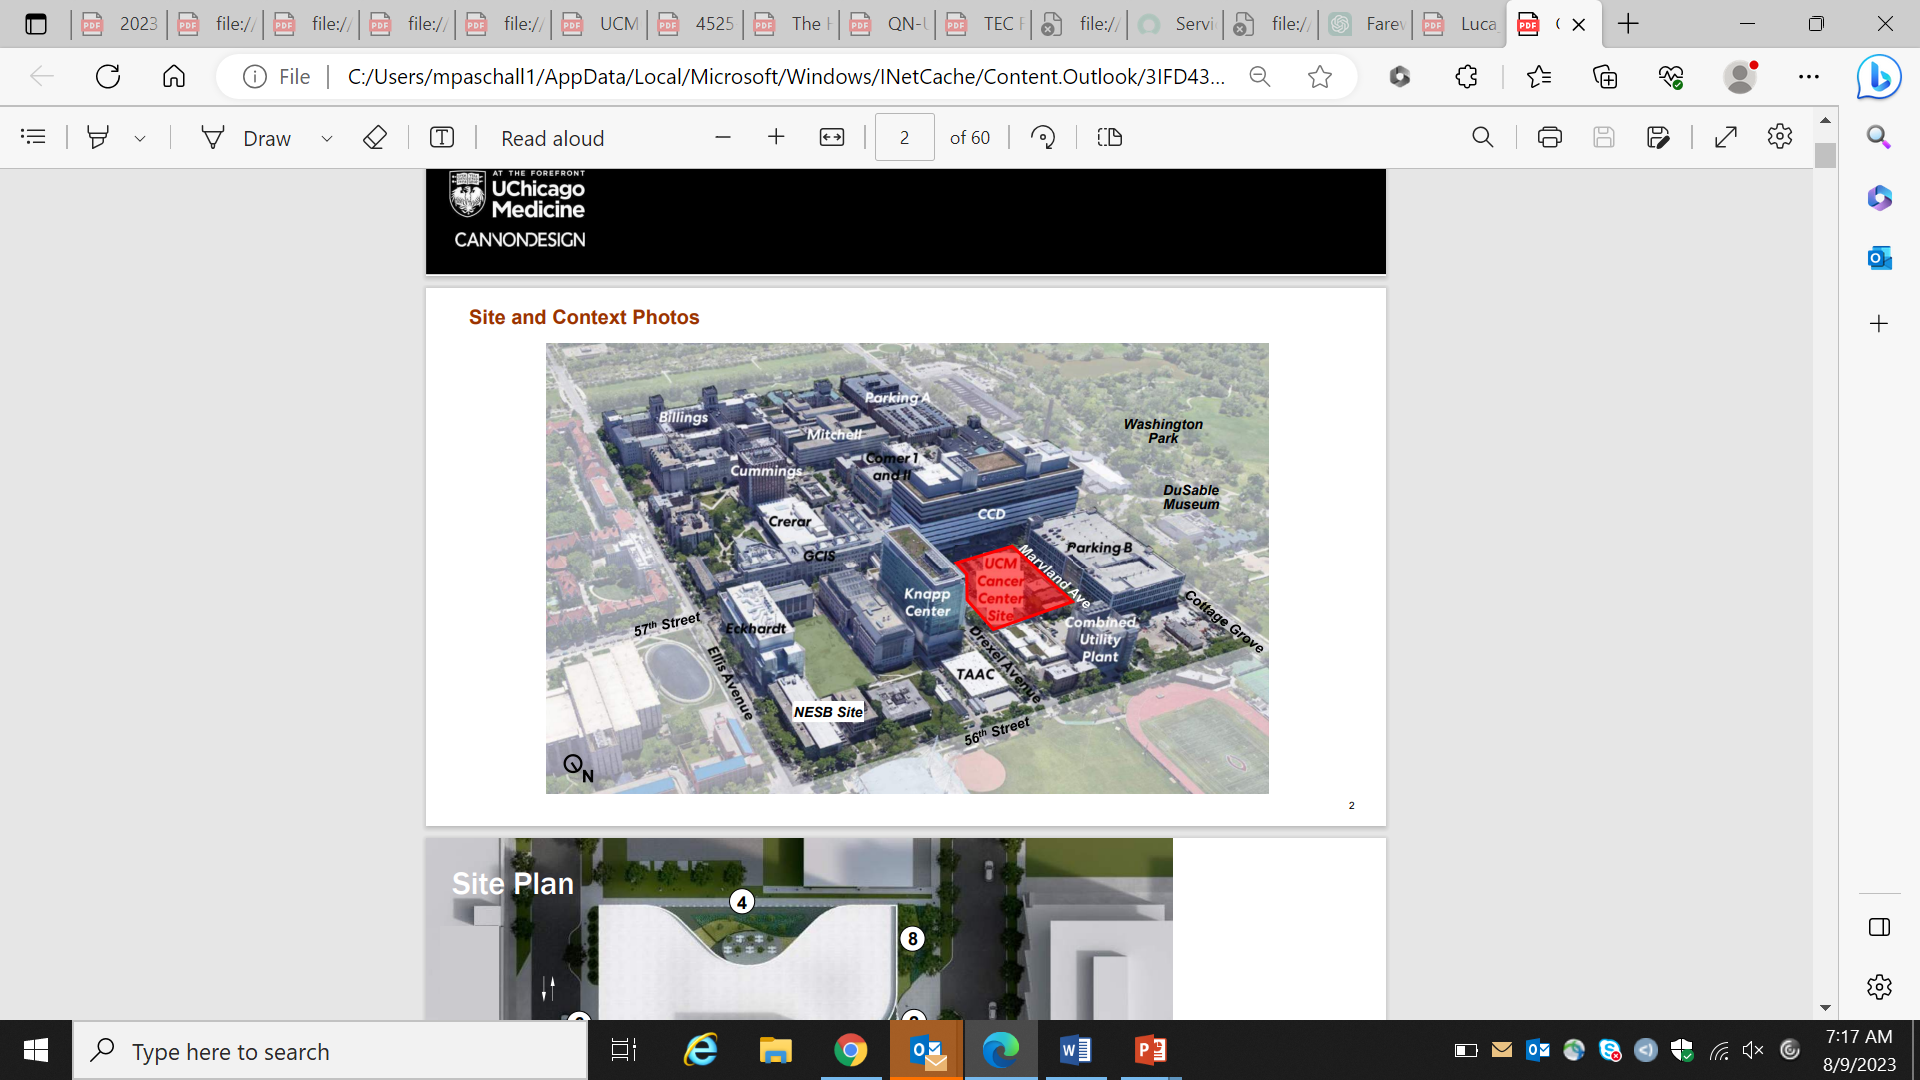 2023
file://
file://
file://
file://
UCM
4525
The H
QN-U
TEC F
file://
Servi
file://
Farew
Luca
File
C:/Users/mpaschall1/AppData/Local/Microsoft/Windows/INetCache/Content.Outlook/3IFD43...
Draw
Read aloud
2
of 60
AT THE FOREFRONT
UChicago
Medicine
CANNONDESIGN
Site and Context Photos
Parking A
Billings
Mitchell
Washington
Park
Comer I
and II
Cummings
DuSable
Museum
CCD
Crerar
Parking B
GCIS
Maryland Ave
UCM
Cancer
Center
Site
Knapp
Center
Cottage Grove
57th Street
Eckhardt
Combined
Utility
Plant
Drexel Avenue
Ellis Avenue
TAAC
NESB Site
56th Street
N
2
Site Plan
4
8
Type here to search
7:17 AM
8/9/2023